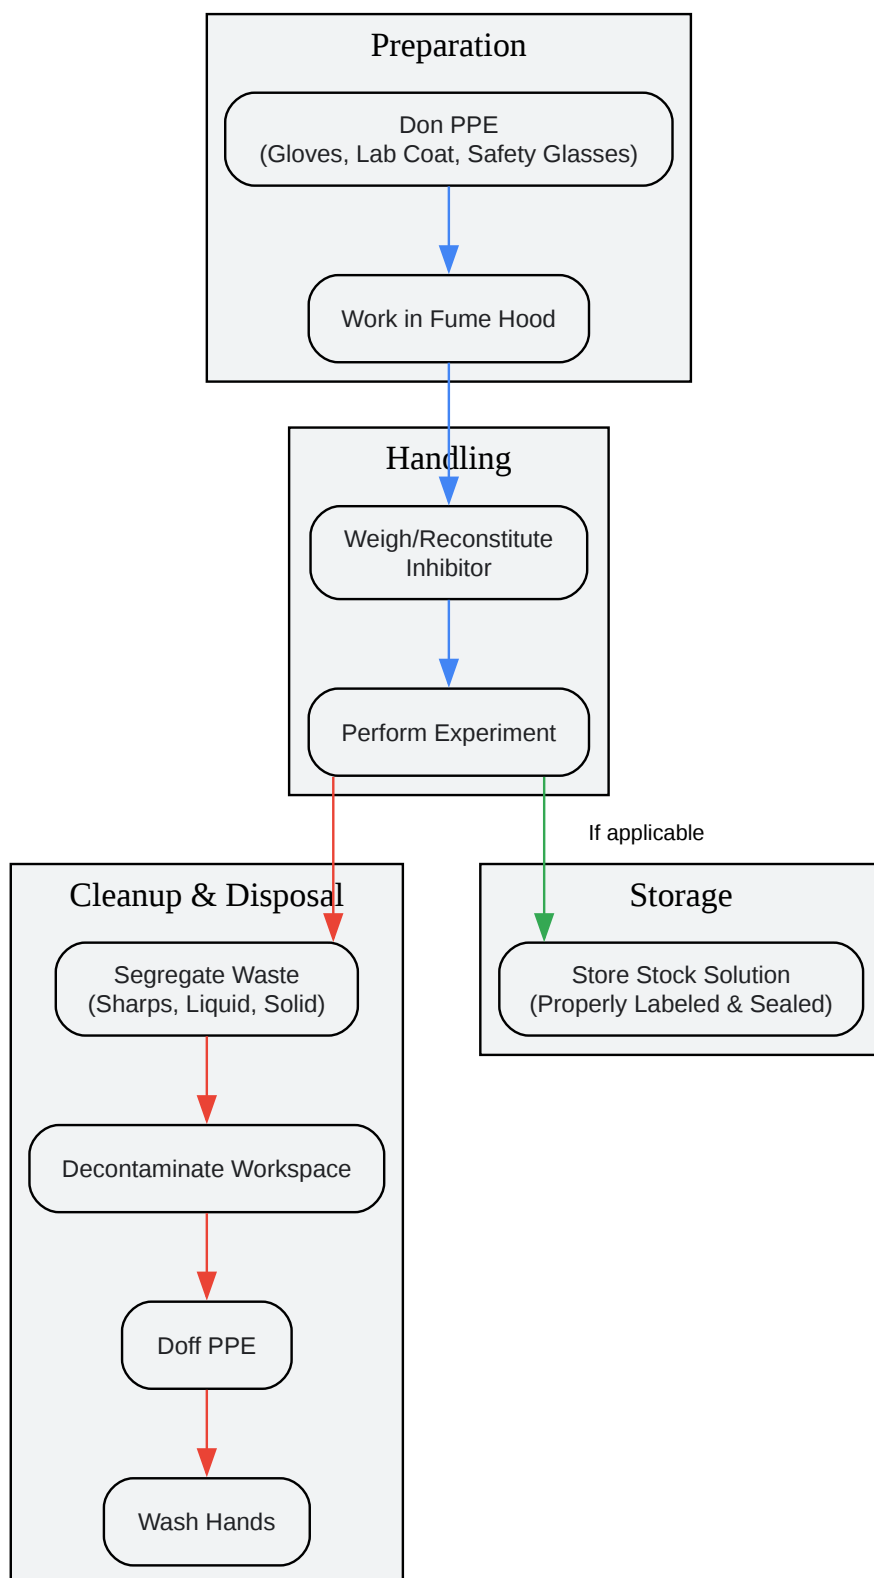 Preparation
Don PPE
(Gloves, Lab Coat, Safety Glasses)
Work in Fume Hood
Handling
Weigh/Reconstitute
Inhibitor
Perform Experiment
If applicable
Cleanup & Disposal
Segregate Waste
(Sharps, Liquid, Solid)
Decontaminate Workspace
Doff PPE
Wash Hands
Storage
Store Stock Solution
(Properly Labeled & Sealed)